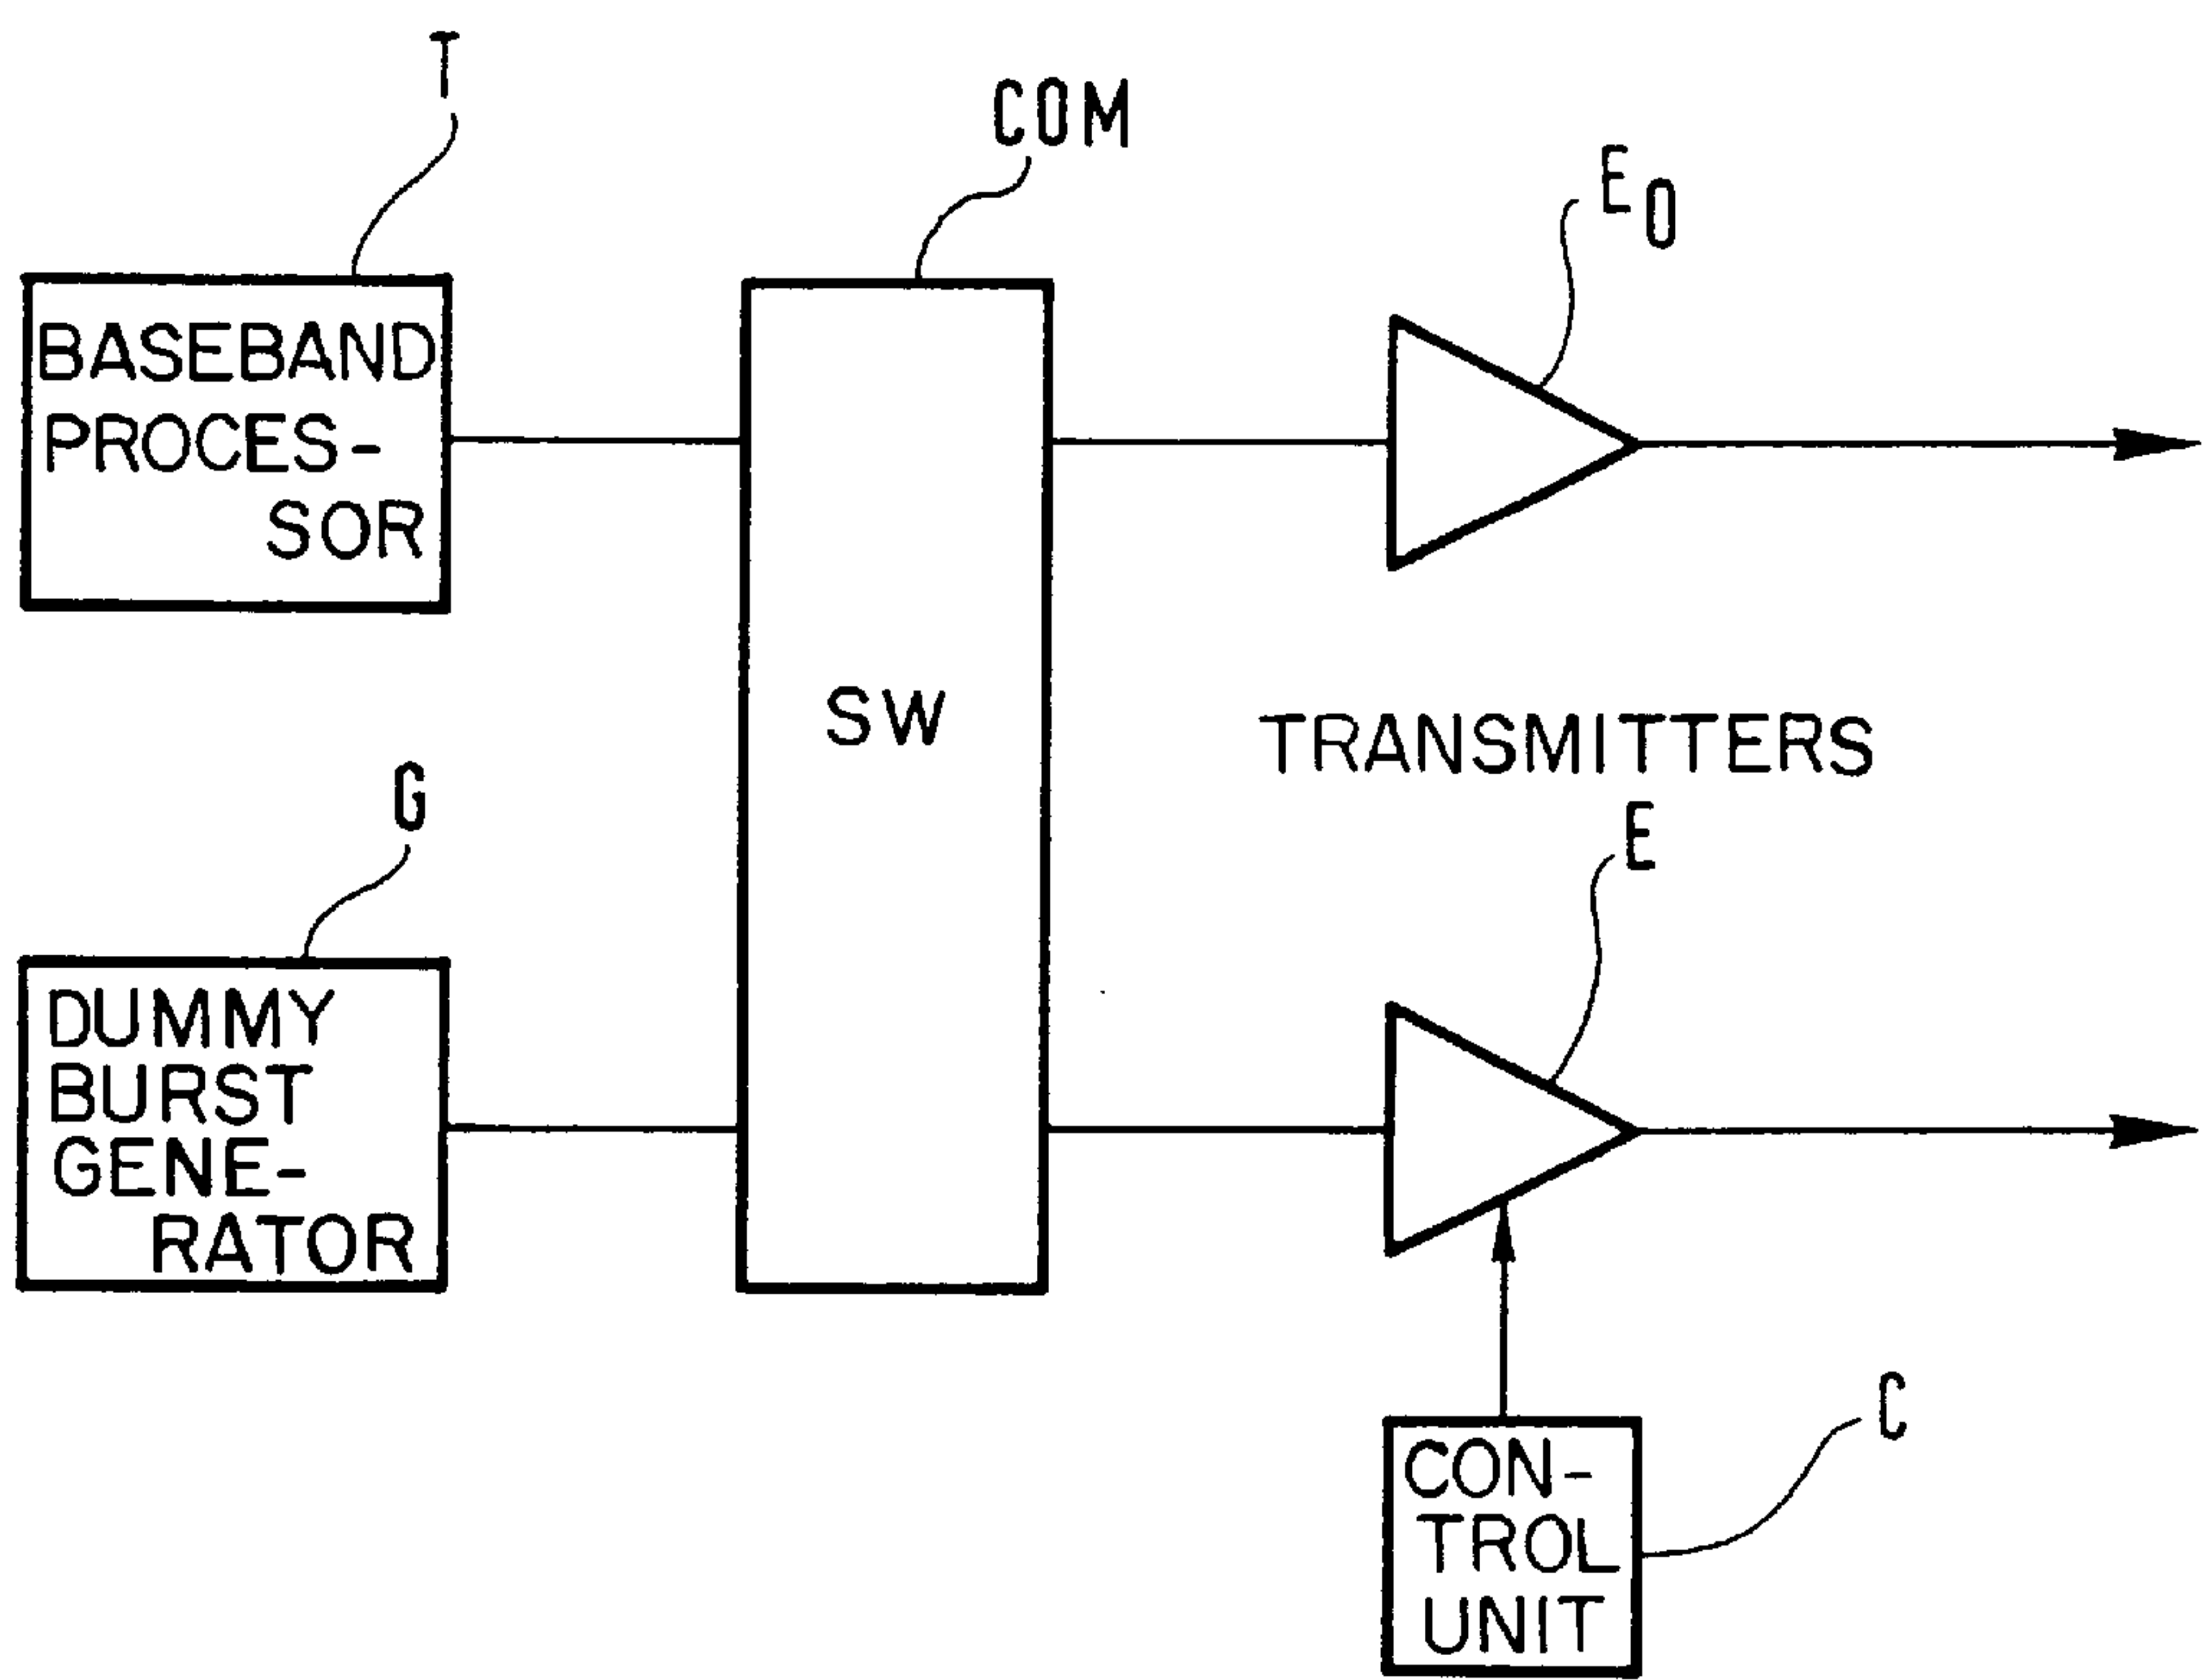 T
COM
E0
BASEBAND
PROCES-
SOR
SW
TRANSMITTERS
G
E
DUMMY
BURST
GENE-
RATOR
C
CON-
TROL
UNIT